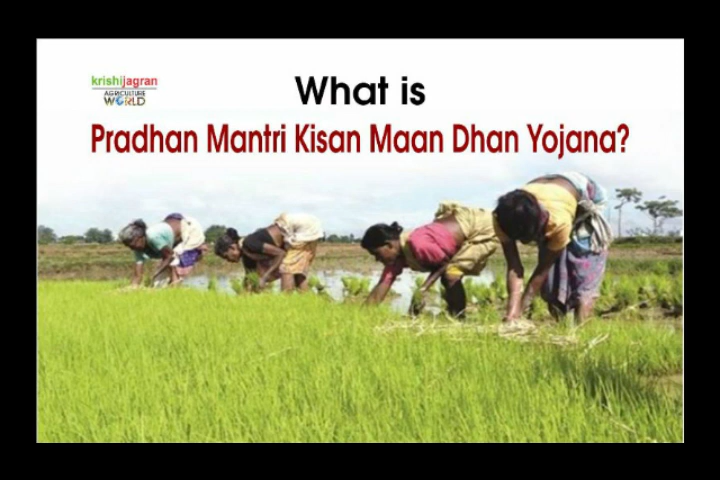 krishijagran
AGRICULTURE
WORLD
What is
Pradhan Mantri Kisan Maan Dhan Yojana?